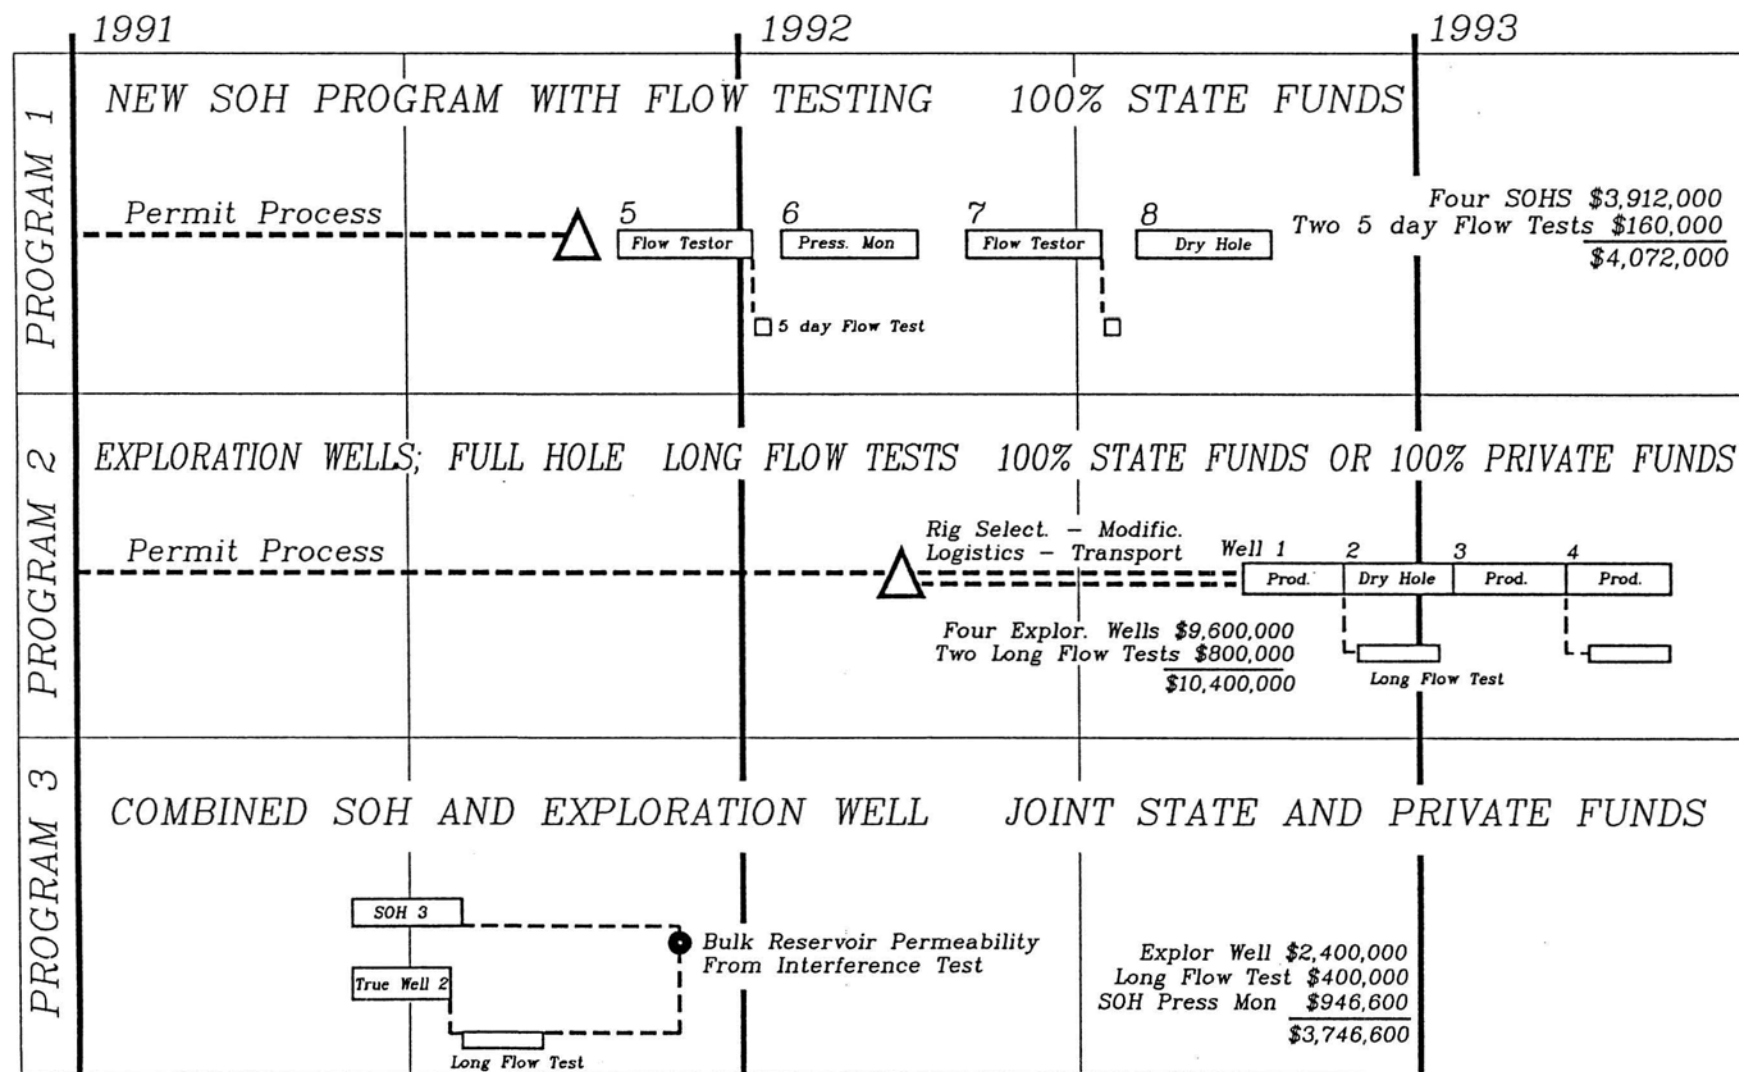 1991
1992
1993
PROGRAM 1
NEW SOH PROGRAM WITH FLOW TESTING 100% STATE FUNDS
Permit Process
5
6
7
8
Flow Testor
Press. Mon
Flow Testor
Dry Hole
5 day Flow Test
Four SOHS $3,912,000
Two 5 day Flow Tests $160,000
$4,072,000
PROGRAM 2
EXPLORATION WELLS; FULL HOLE LONG FLOW TESTS 100% STATE FUNDS OR 100% PRIVATE FUNDS
Permit Process
Rig Select. - Modific.
Logistics - Transport
Well 1
2
3
4
Prod.
Dry Hole
Prod.
Prod.
Long Flow Test
Four Explor. Wells $9,600,000
Two Long Flow Tests $800,000
$10,400,000
PROGRAM 3
COMBINED SOH AND EXPLORATION WELL JOINT STATE AND PRIVATE FUNDS
SOH 3
True Well 2
Long Flow Test
Bulk Reservoir Permeability
From Interference Test
Explor Well $2,400,000
Long Flow Test $400,000
SOH Press Mon $946,600
$3,746,600